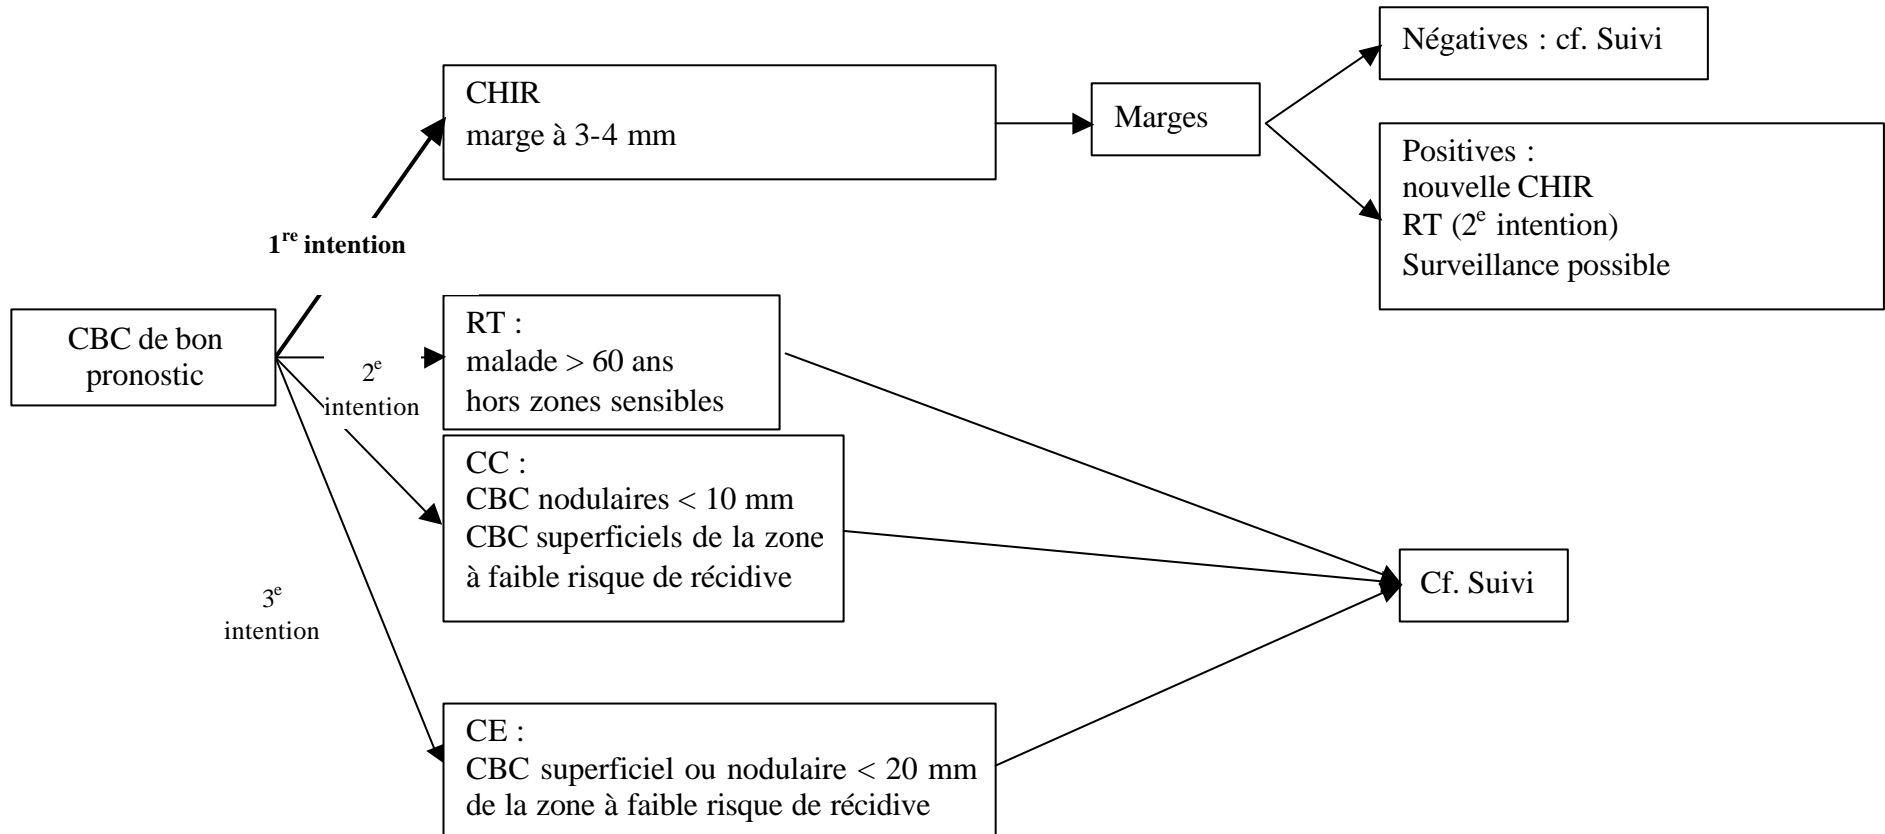 Négatives : cf. Suivi
CHIR
marge à 3-4 mm
Marges
Positives :
nouvelle CHIR
RT (2e intention)
Surveillance possible
1re intention
CBC de bon
pronostic
2e
intention
RT :
malade > 60 ans
hors zones sensibles
CC :
CBC nodulaires < 10 mm
CBC superficiels de la zone
à faible risque de récidive
Cf. Suivi
3e
intention
CE :
CBC superficiel ou nodulaire < 20 mm
de la zone à faible risque de récidive